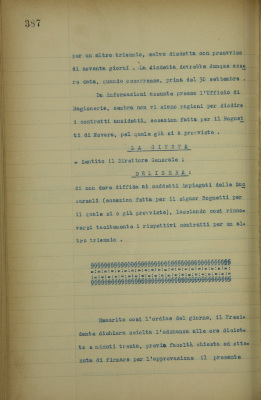 387
per un altro triennio, salvo disdetta con preavviso
di novanta giorni. La disdetta dovrebbe dunque esse
re data, quando occorresse, prima del 30 settembre.
Da informazioni assunte presso l'Ufficio di
Ragioneria, sembra non vi siano ragioni per disdire
i contratti suddetti, eccezion fatta per il Rugnet
ti di Novara, pel quale già si è provvisto.
LA GIUNTA
- Sentito il Direttore Generale;
DELIBERA:
di non dare diffida ai suddetti impiegati delle
(eccezion fatta per il signor Rugnetti per
il quale si è già provvisto), lasciando così rinno-
varsi tacitamente i rispettivi contratti per un al-
tro triennio.
Esaurito così l'ordine del giorno, il Presi-
dente dichiara sciolta l'adunanza alle ore diciset-
te e minuti trenta, previa facoltà chiesta ed otte-
nuta di firmare per l'approvazione il presente